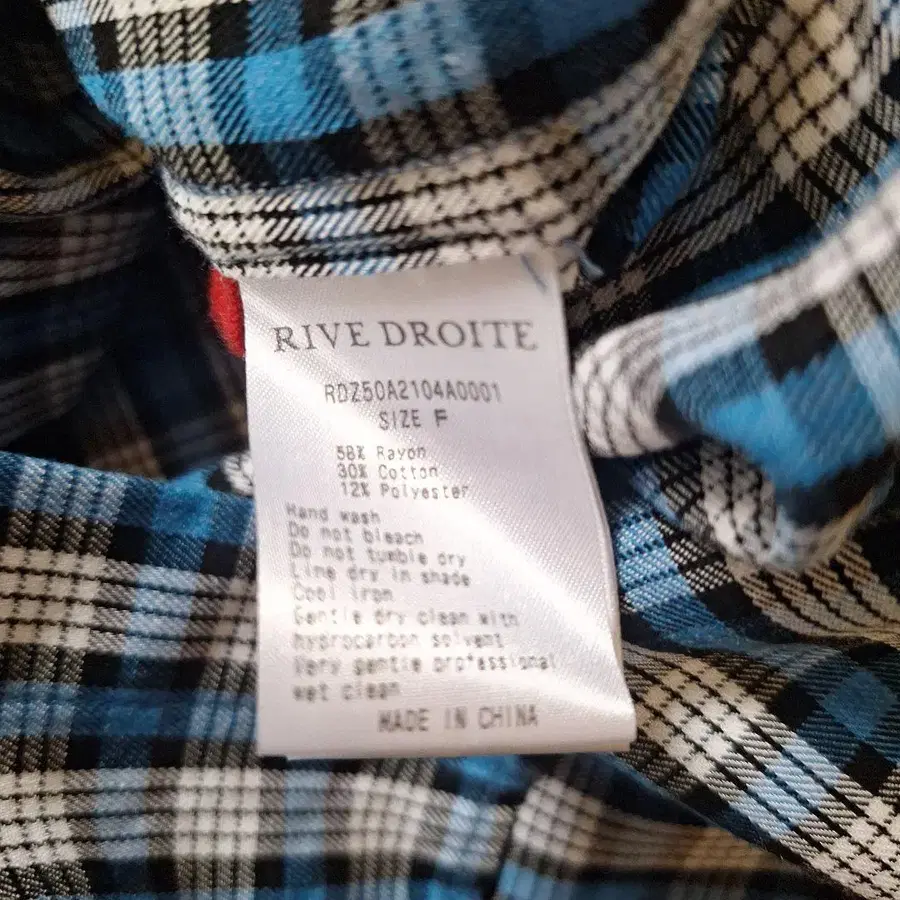 RIVE DROITE
RDZ50A2104A0001
SIZE F
58% Rayon
30% Cotton
12% Polyester
Hand wash
Do not bleach
Do not tumble dry
Line dry in shade
Cool iron
Gentle dry clean with
hydrocarbon solvent
Very gentle professional
wet clean
MADE IN CHINA